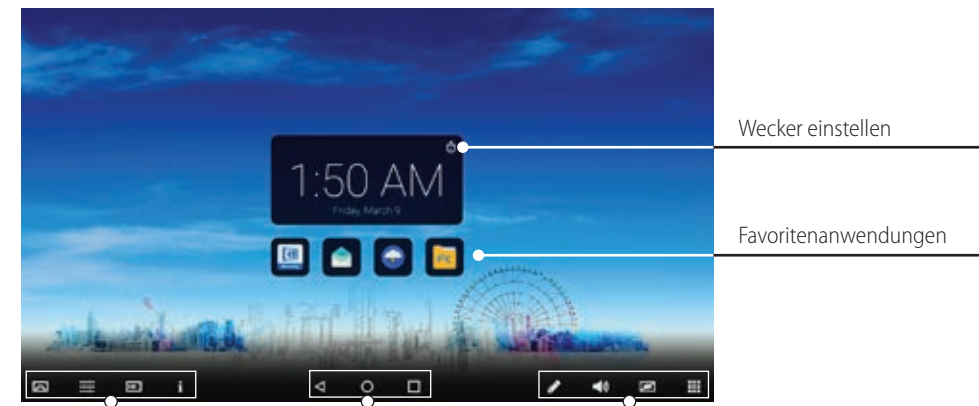 Wecker einstellen
1:50 AM
Friday, March 9
Favoritenanwendungen